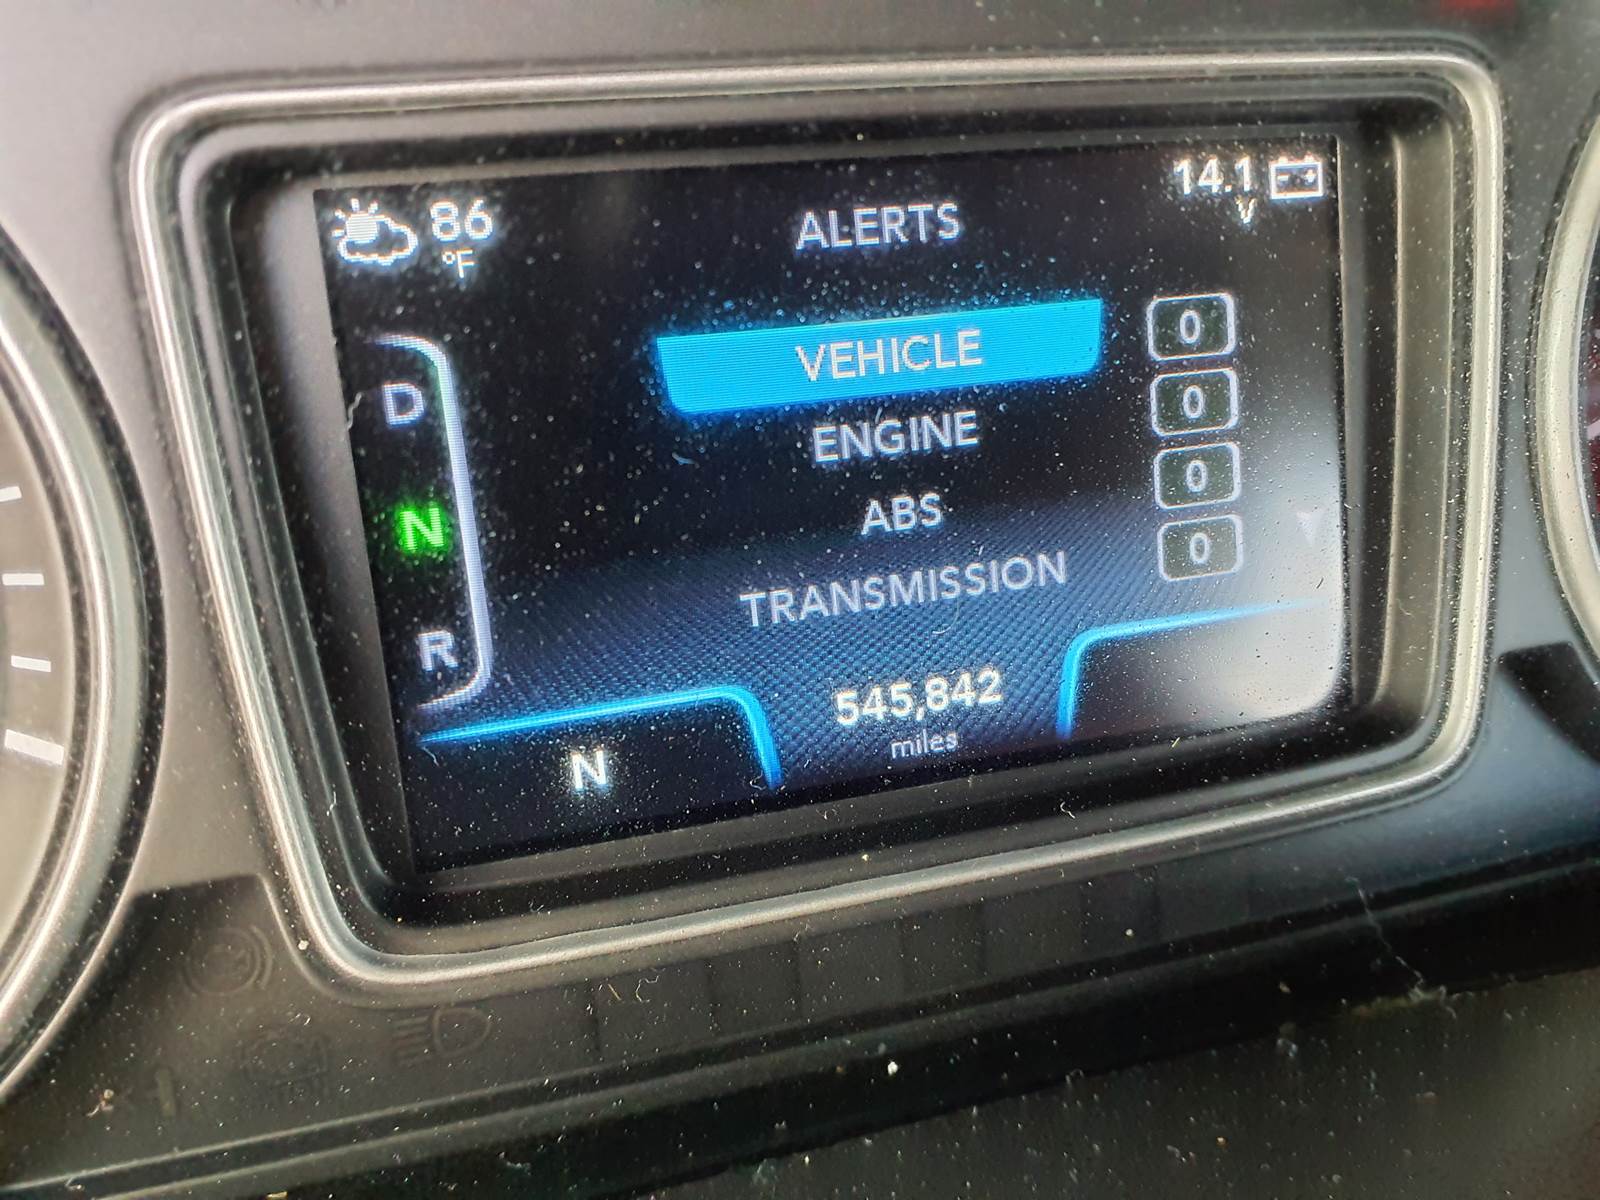 86
°F
ALERTS
14.1
V
VEHICLE 0
ENGINE 0
ABS 0
TRANSMISSION 0
D
N
R
545,842
miles
N